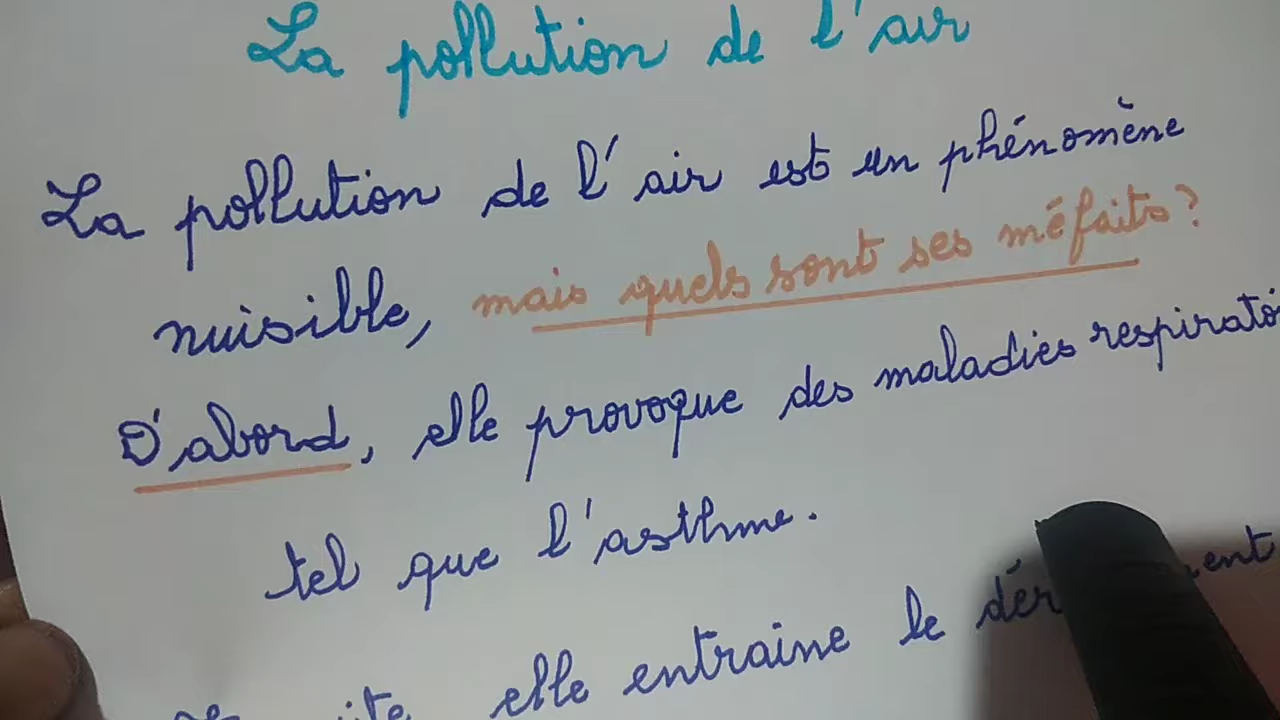 La pollution de l'air
La pollution de l'air est un phénomène
nuisible, mais quels sont ses méfaits?
D'abord, elle provoque des maladies
tel que l'asthme.
elle entraine le